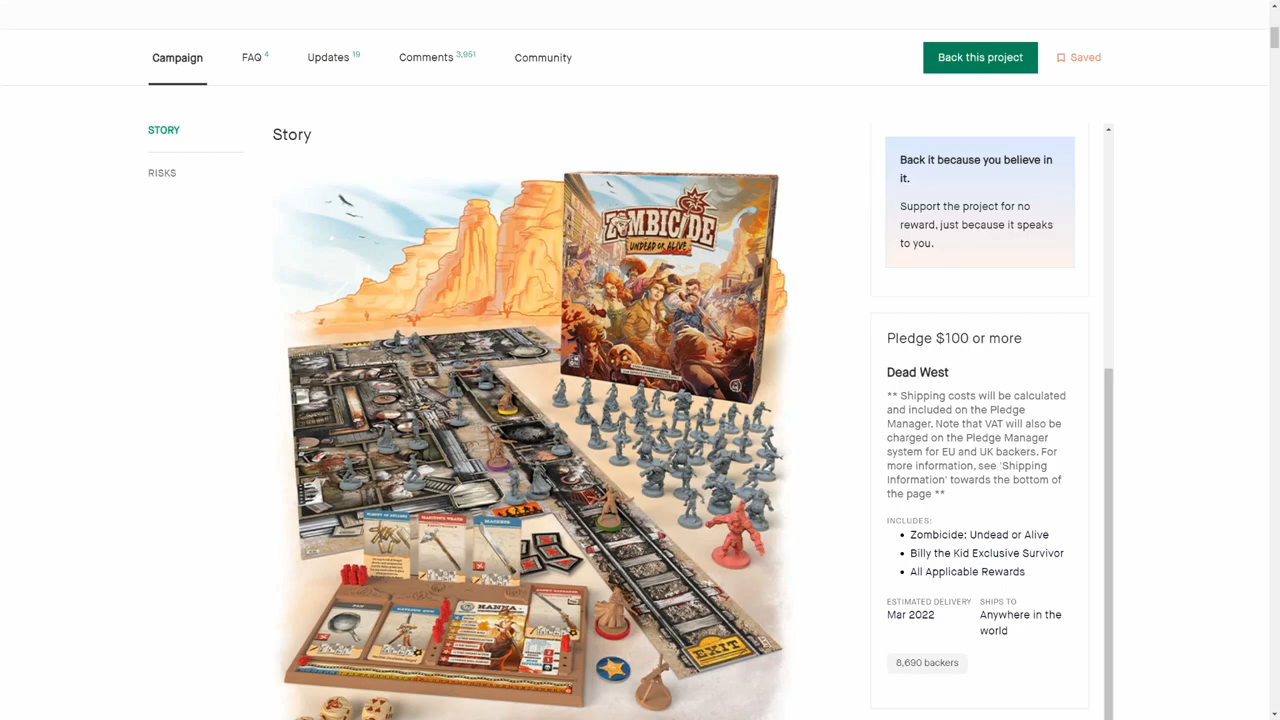 Campaign
FAQ 4
Updates 19
Comments 3,951
Community
Back this project
Saved
STORY
RISKS
Story
ZOMBICIDE
UNDEAD OR ALIVE
HANNA
EXIT
Back it because you believe in
it.
Support the project for no
reward, just because it speaks
to you.
Pledge $100 or more
Dead West
** Shipping costs will be calculated
and included on the Pledge
Manager. Note that VAT will also be
charged on the Pledge Manager
system for EU and UK backers. For
more information, see 'Shipping
Information' towards the bottom of
the page **
INCLUDES:
• Zombicide: Undead or Alive
• Billy the Kid Exclusive Survivor
• All Applicable Rewards
ESTIMATED DELIVERY
Mar 2022
SHIPS TO
Anywhere in the
world
8,690 backers